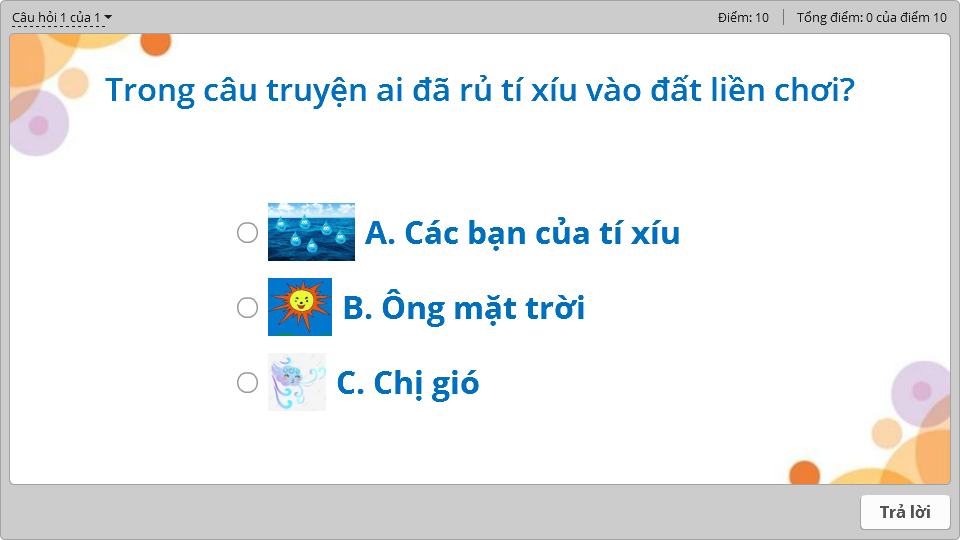 Câu hỏi 1 của 1
Điểm: 10
Tổng điểm: 0 của điểm 10
Trong câu truyện ai đã rủ tí xíu vào đất liền chơi?
A. Các bạn của tí xíu
B. Ông mặt trời
C. Chị gió
Trả lời